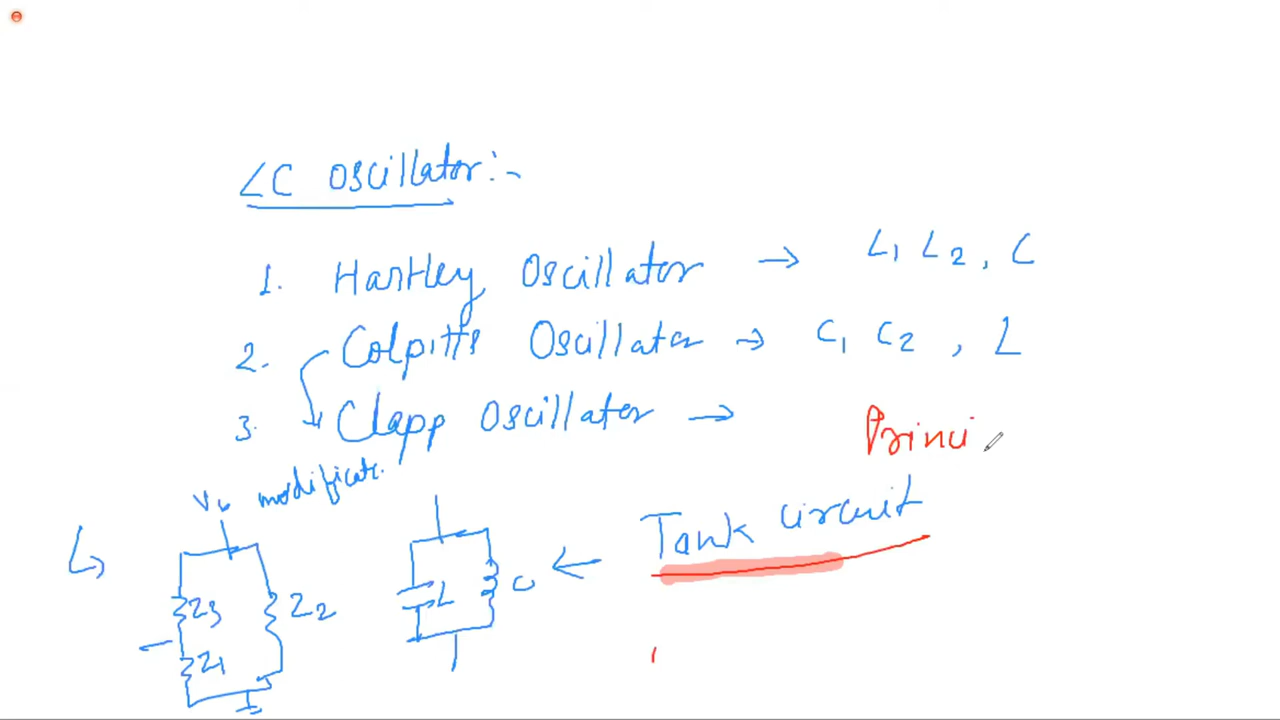 LC Oscillator:-
1. Hartley Oscillator → L1 L2, C
2. Colpitts Oscillator → C1 C2, L
3. Clapp Oscillator →
Princi
modificat.
Tank circuit
Z3
Z2
L
Z1